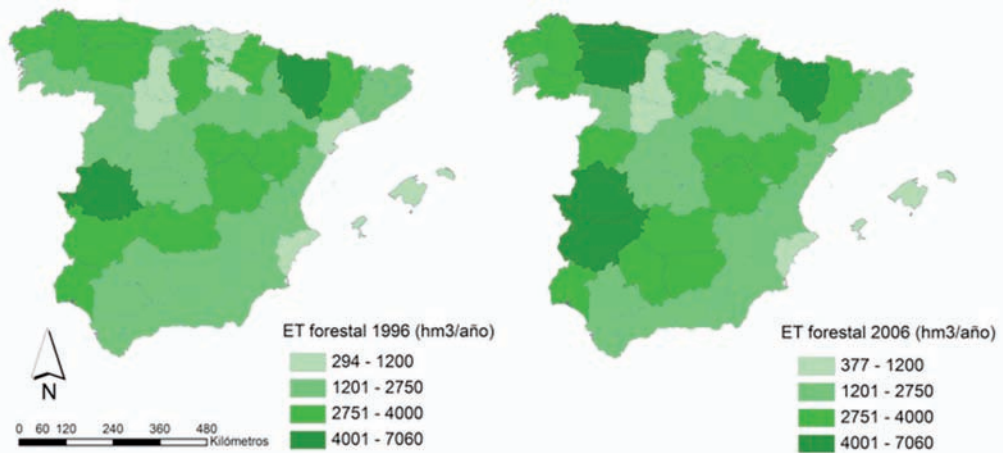 ET forestal 1996 (hm3/año)
294 - 1200
1201 - 2750
2751 - 4000
4001 - 7060
N
0 60 120 240 360 480
Kilómetros
ET forestal 2006 (hm3/año)
377 - 1200
1201 - 2750
2751 - 4000
4001 - 7060